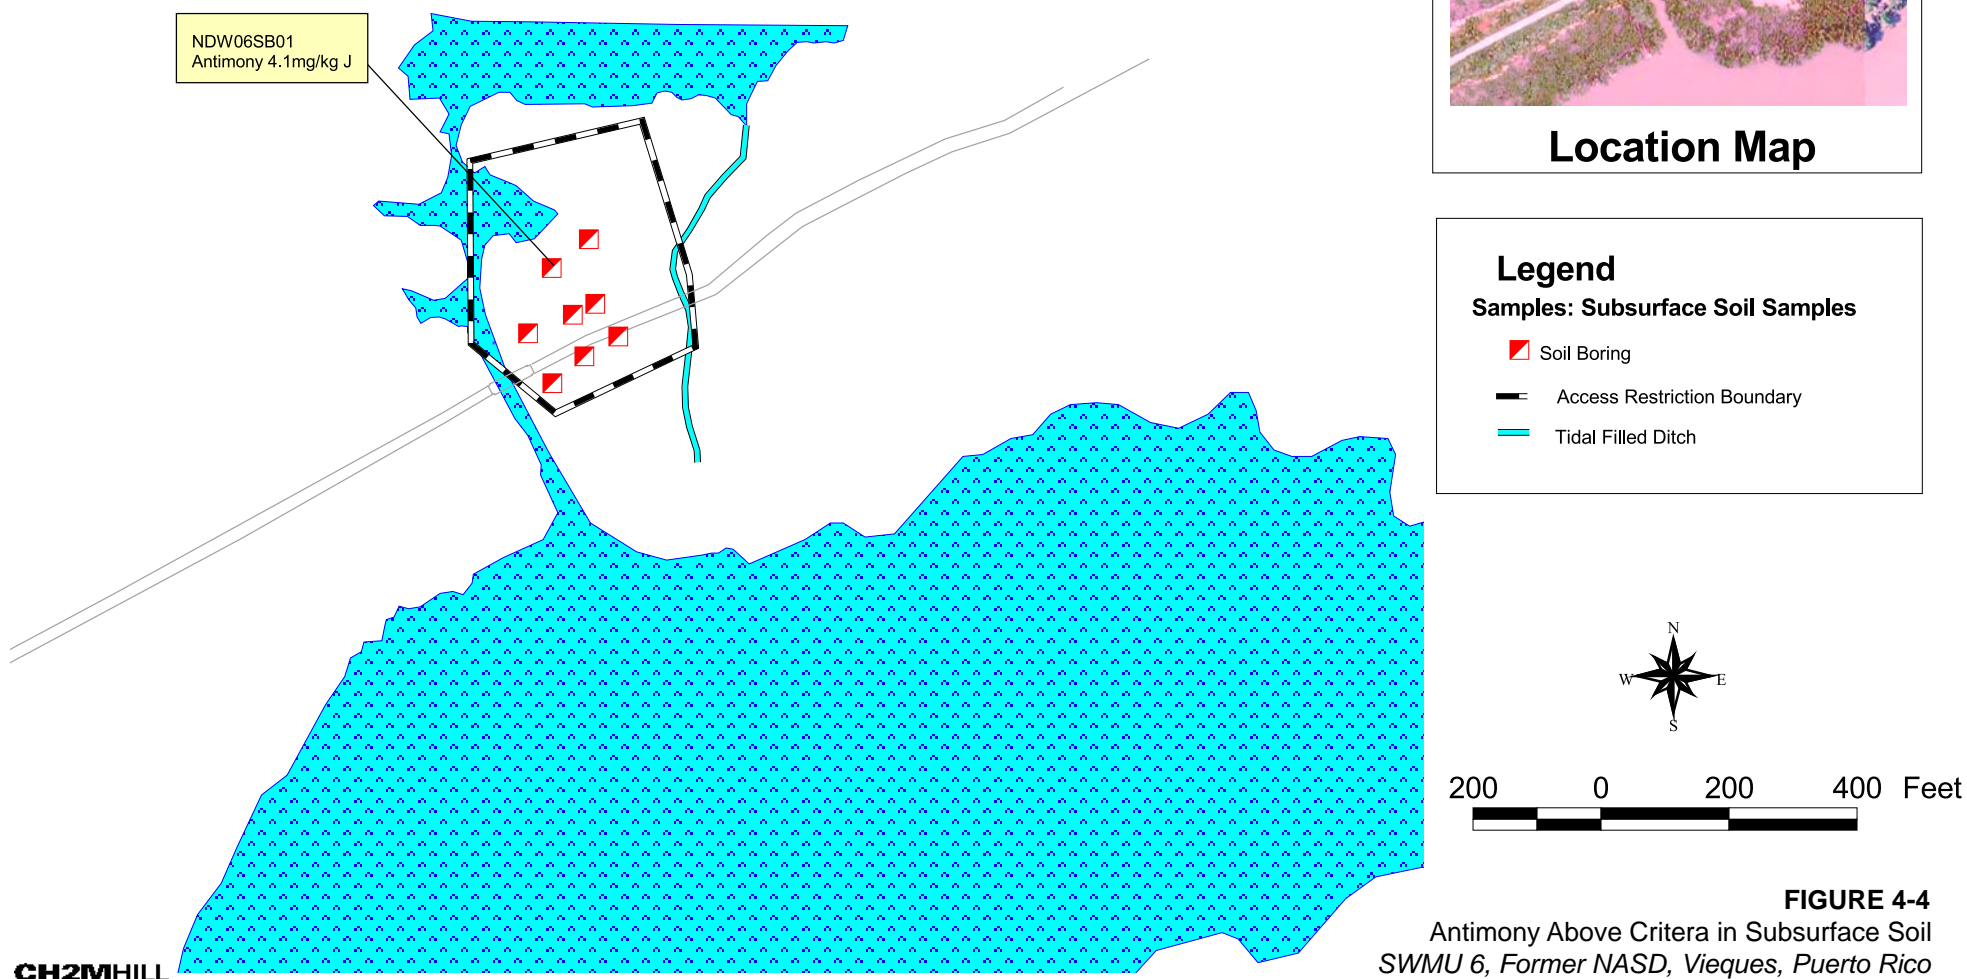 NDW06SB01
Antimony 4.1mg/kg J
Location Map
Legend
Samples: Subsurface Soil Samples
Soil Boring
Access Restriction Boundary
Tidal Filled Ditch
N
W E
S
200 0 200 400 Feet
FIGURE 4-4
Antimony Above Critera in Subsurface Soil
SWMU 6, Former NASD, Vieques, Puerto Rico
CH2MHILL